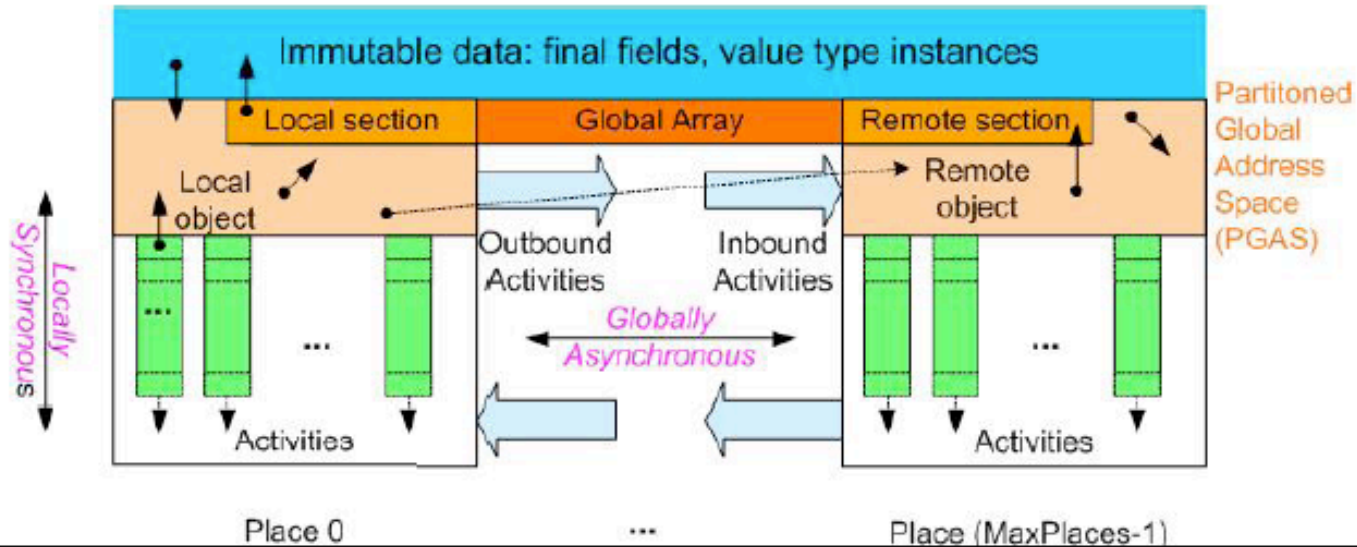 Immutable data: final fields, value type instances
Local section
Global Array
Remote section
Partitoned
Global
Address
Space
(PGAS)
Local
object
Remote
object
Outbound
Activities
Inbound
Activities
Locally
Synchronous
...
...
...
Globally
Asynchronous
Activities
Activities
Place 0
...
Place (MaxPlaces-1)